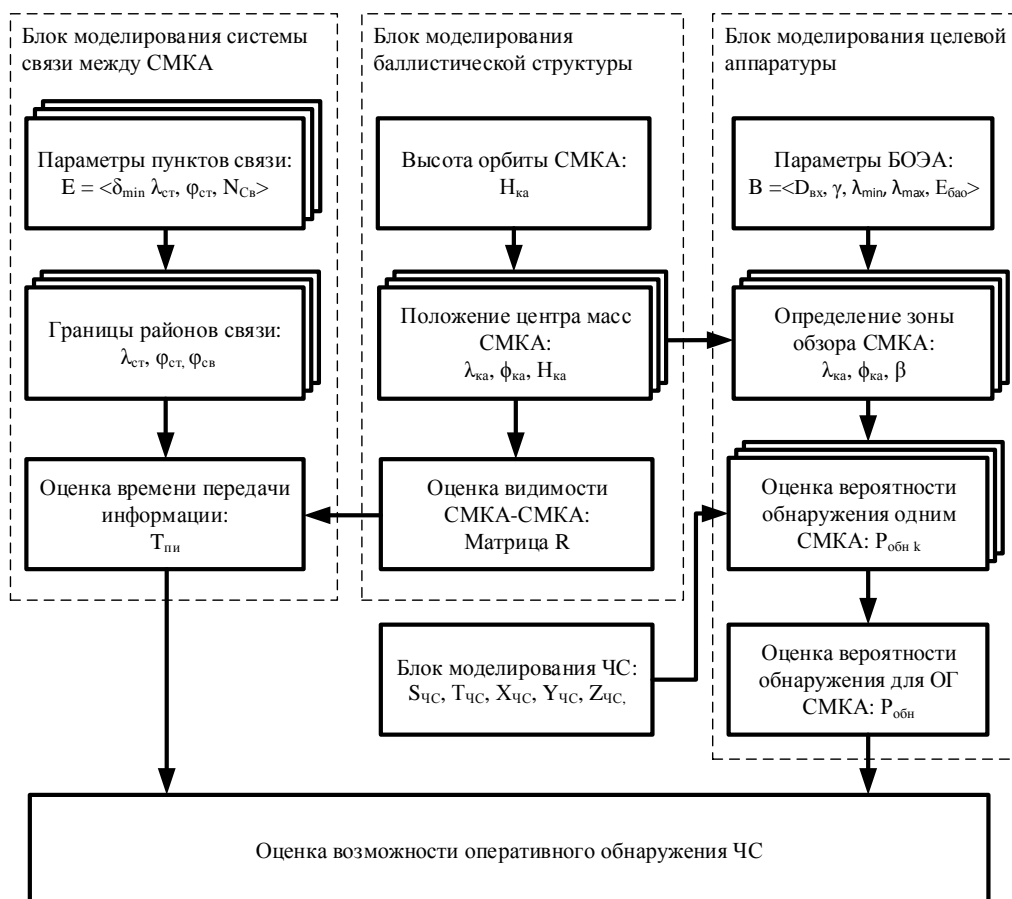 Блок моделирования системы
связи между СМКА
Параметры пунктов связи:
E = <δmin λст, φст, NСв>
Границы районов связи:
λст, φст, φсв
Оценка времени передачи
информации:
Tпи
Блок моделирования
баллистической структуры
Высота орбиты СМКА:
Hка
Положение центра масс
СМКА:
λка, ϕка, Hка
Оценка видимости
СМКА-СМКА:
Матрица R
Блок моделирования ЧС:
SЧС, TЧС, XЧС, YЧС, ZЧС,
Блок моделирования целевой
аппаратуры
Параметры БОЭА:
B =<Dвх, γ, λmin, λmax, Eбао>
Определение зоны
обзора СМКА:
λка, ϕка, β
Оценка вероятности
обнаружения одним
СМКА: Pобн k
Оценка вероятности
обнаружения для ОГ
СМКА: Pобн
Оценка возможности оперативного обнаружения ЧС